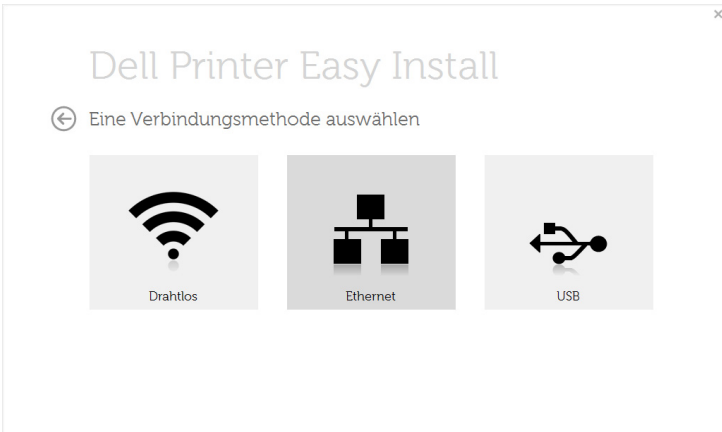 Dell Printer Easy Install
Eine Verbindungsmethode auswählen
Drahtlos
Ethernet
USB